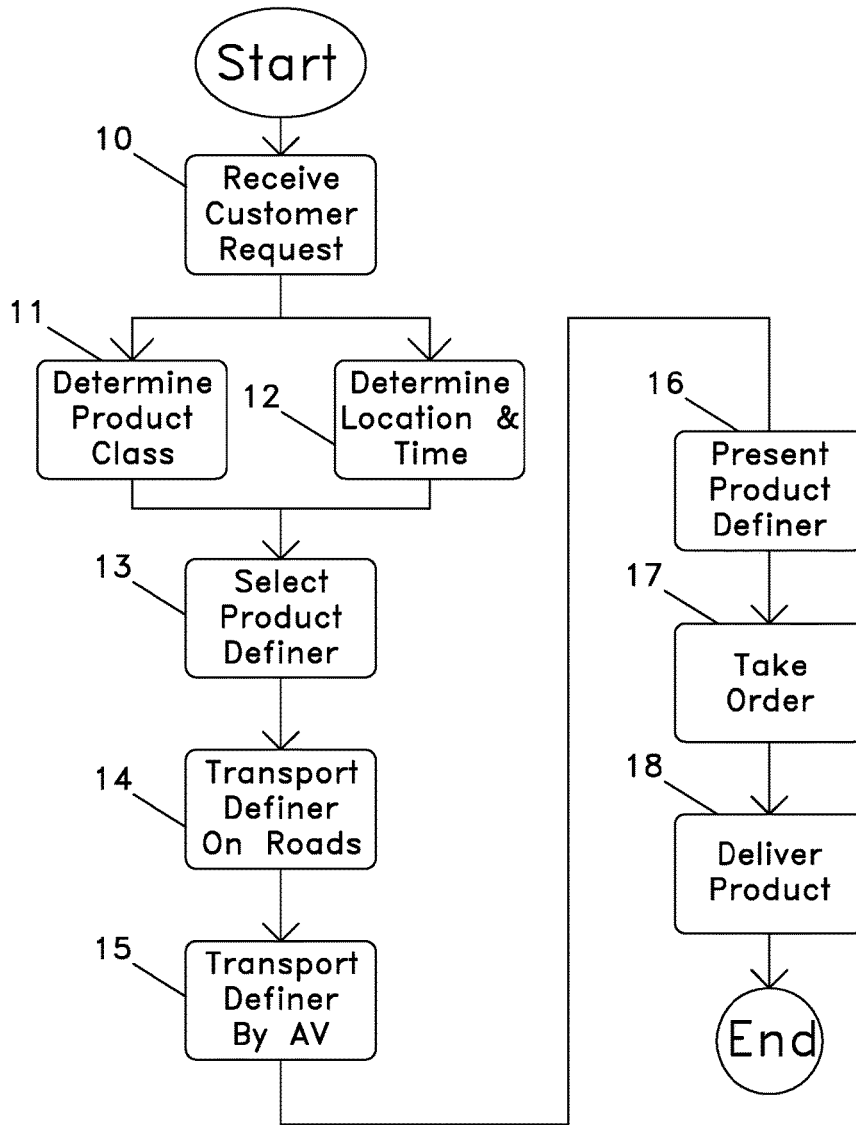 Start
10
Receive
Customer
Request
11
Determine
Product
Class
12
Determine
Location &
Time
13
Select
Product
Definer
14
Transport
Definer
On Roads
15
Transport
Definer
By AV
16
Present
Product
Definer
17
Take
Order
18
Deliver
Product
End